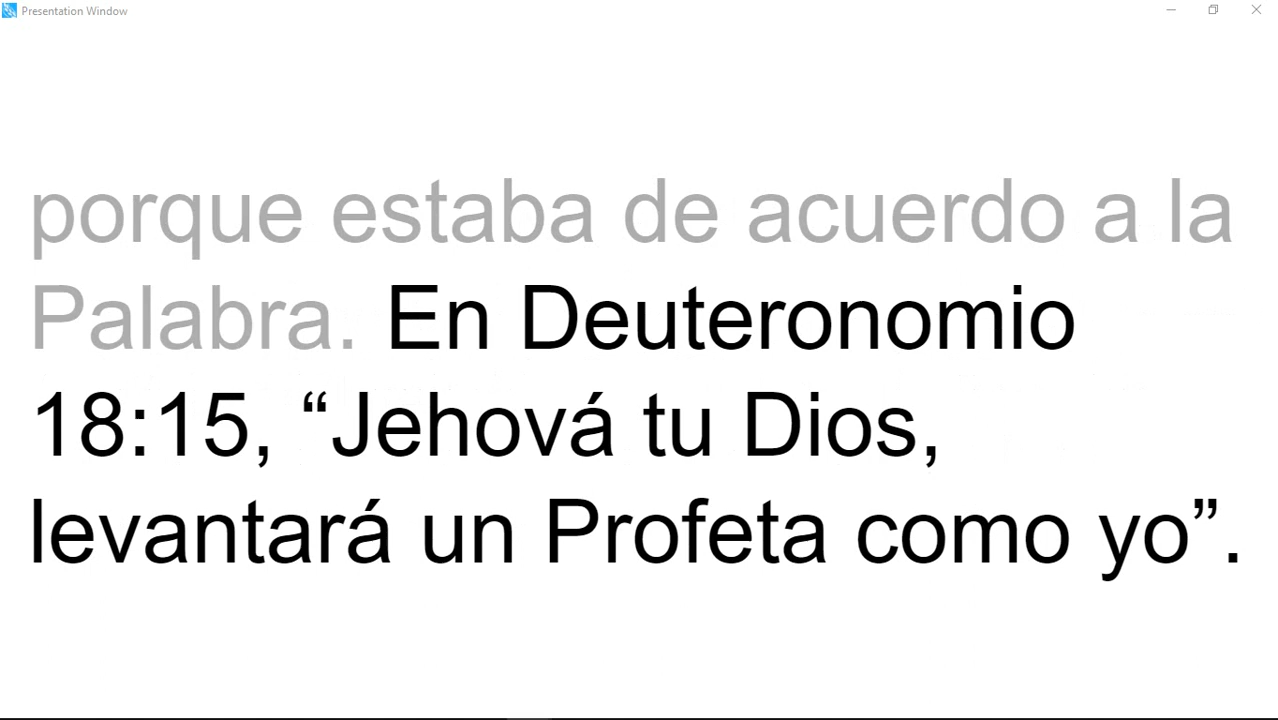 Presentation Window
porque estaba de acuerdo a la
Palabra. En Deuteronomio
18:15, “Jehová tu Dios,
levantará un Profeta como yo”.